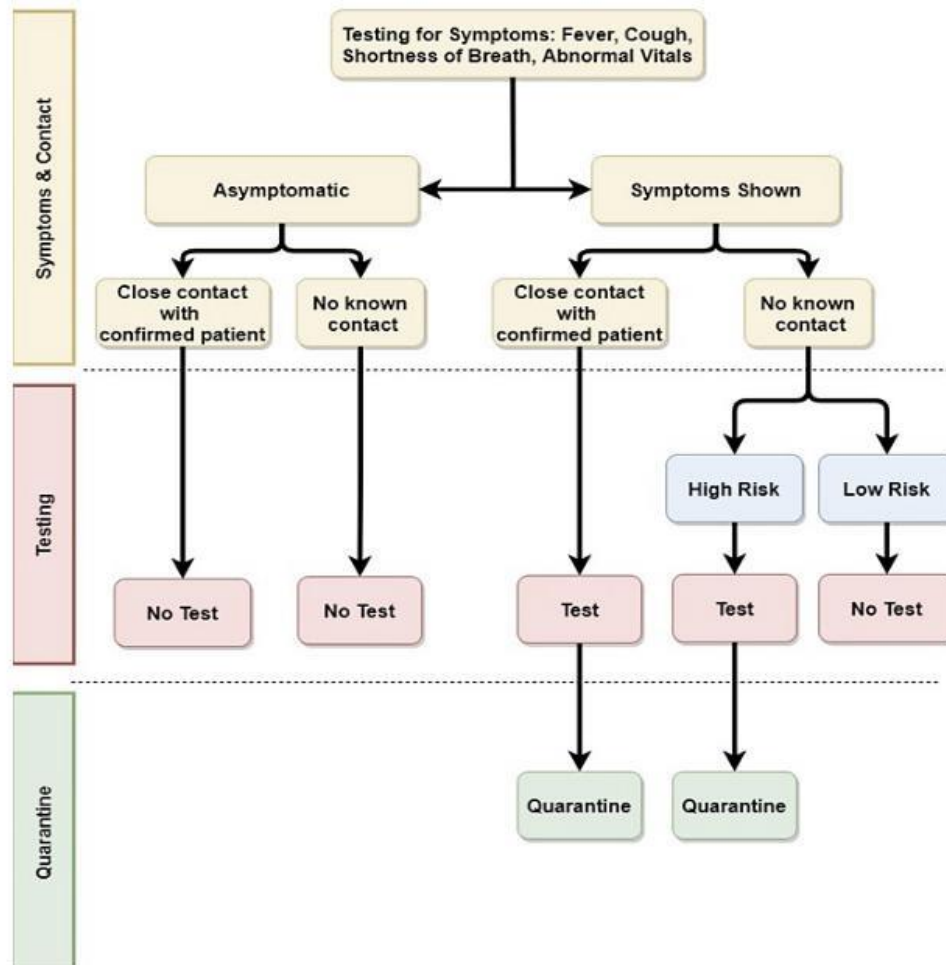 Symptoms & Contact
Testing for Symptoms: Fever, Cough,
Shortness of Breath, Abnormal Vitals
Asymptomatic
Symptoms Shown
Close contact
with
confirmed patient
No known
contact
Close contact
with
confirmed patient
No known
contact
Testing
High Risk
Low Risk
No Test
No Test
Test
Test
No Test
Quarantine
Quarantine
Quarantine